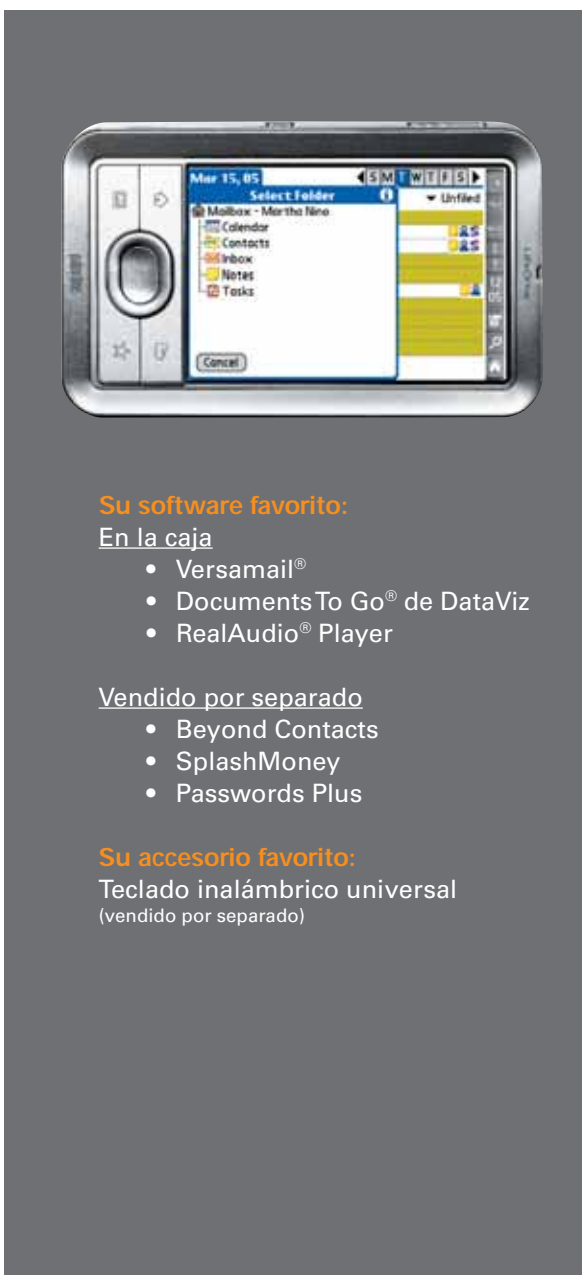 Mar 15, 05
S M T W T F S
Select Folder
Unfiled
Mailbox - Martha Nino
Calendar
Contacts
Inbox
Notes
Tasks
Cancel
Su software favorito:
En la caja
• Versamail®
• Documents To Go® de DataViz
• RealAudio® Player
Vendido por separado
• Beyond Contacts
• SplashMoney
• Passwords Plus
Su accesorio favorito:
Teclado inalámbrico universal
(vendido por separado)